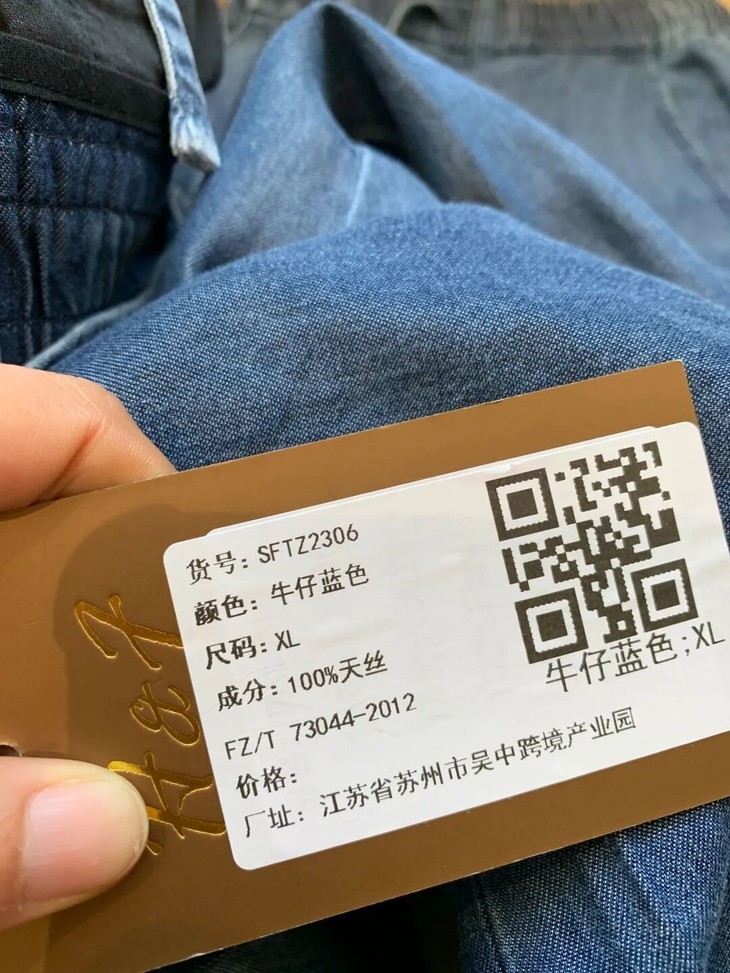 货号: SFTZ2306
颜色: 牛仔蓝色
尺码: XL
成分: 100%天丝
FZ/T 73044-2012
价格:
厂址: 江苏省苏州市吴中跨境产业园
牛仔蓝色;XL